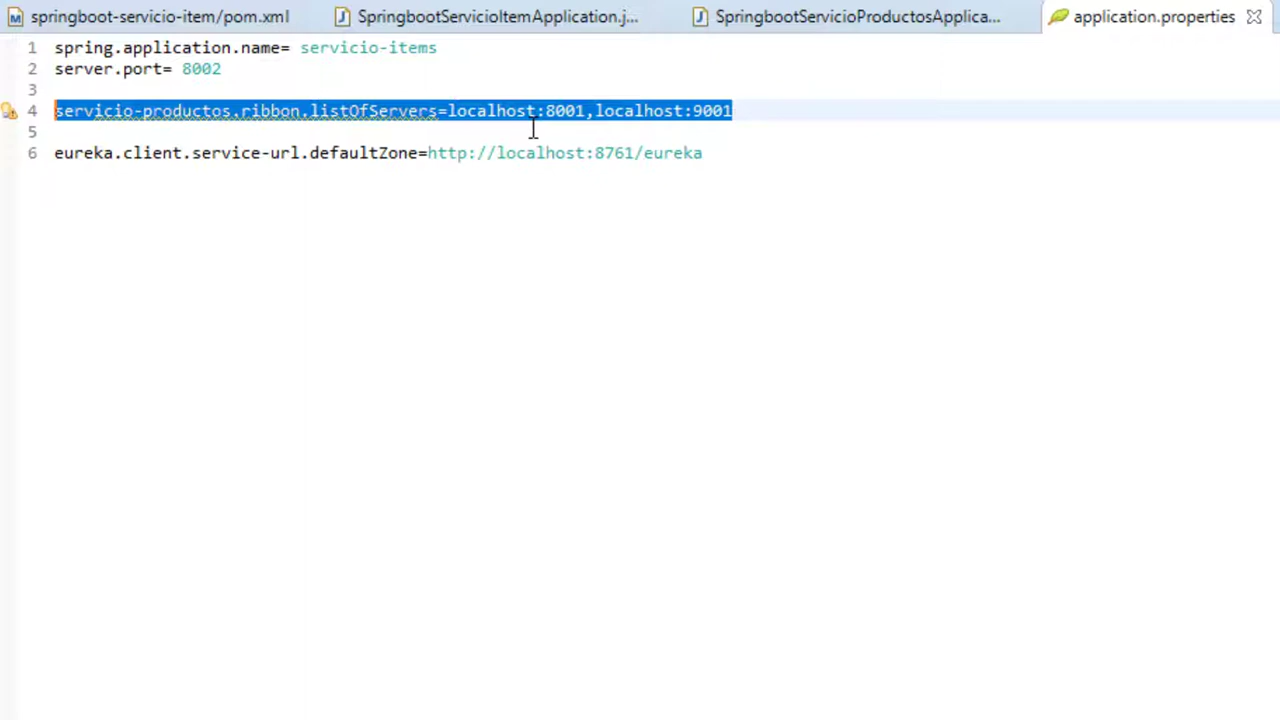 springboot-servicio-item/pom.xml
SpringbootServicioItemApplication.j...
SpringbootServicioProductosApplica...
application.properties
1 spring.application.name= servicio-items
2 server.port= 8002
3
4 servicio-productos.ribbon.listOfServers=localhost:8001,localhost:9001
5
6 eureka.client.service-url.defaultZone=http://localhost:8761/eureka